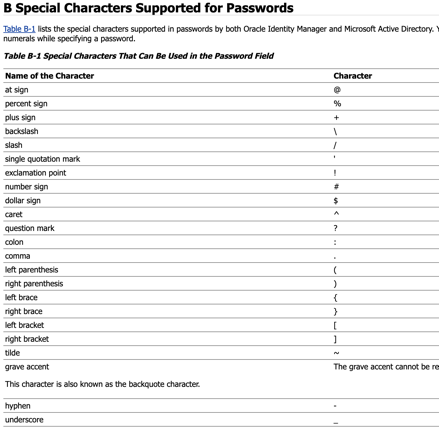 B Special Characters Supported for Passwords
Table B-1 lists the special characters supported in passwords by both Oracle Identity Manager and Microsoft Active Directory.
numerals while specifying a password.
Table B-1 Special Characters That Can Be Used in the Password Field
Name of the Character Character
at sign @
percent sign %
plus sign +
backslash \
slash /
single quotation mark '
exclamation point !
number sign #
dollar sign $
caret ^
question mark ?
colon :
comma ,
left parenthesis (
right parenthesis )
left brace {
right brace }
left bracket [
right bracket ]
tilde ~
grave accent The grave accent cannot be re
This character is also known as the backquote character.
hyphen -
underscore _